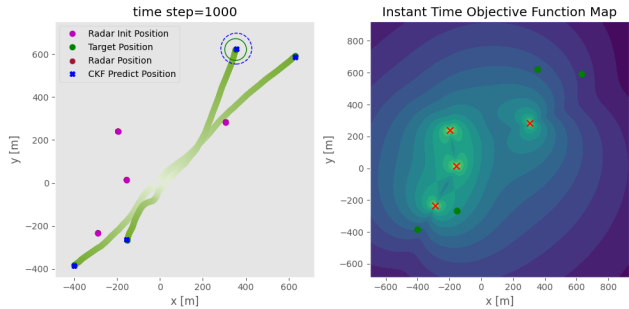 time step=1000
Radar Init Position
Target Position
Radar Position
CKF Predict Position
600
400
200
0
−200
−400
y [m]
−400 −200 0 200 400 600
x [m]
Instant Time Objective Function Map
800
600
400
200
0
−200
−400
−600
y [m]
−600 −400 −200 0 200 400 600 800
x [m]